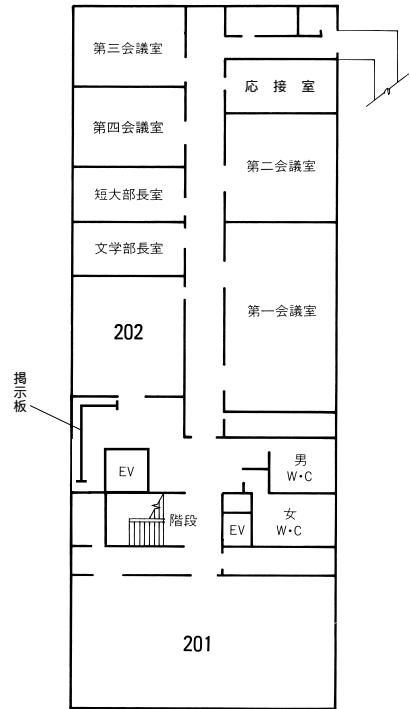 第三会議室
応接室
第四会議室
第二会議室
短大部長室
文学部長室
第一会議室
202
掲示板
EV
男
W・C
階段
EV
女
W・C
201